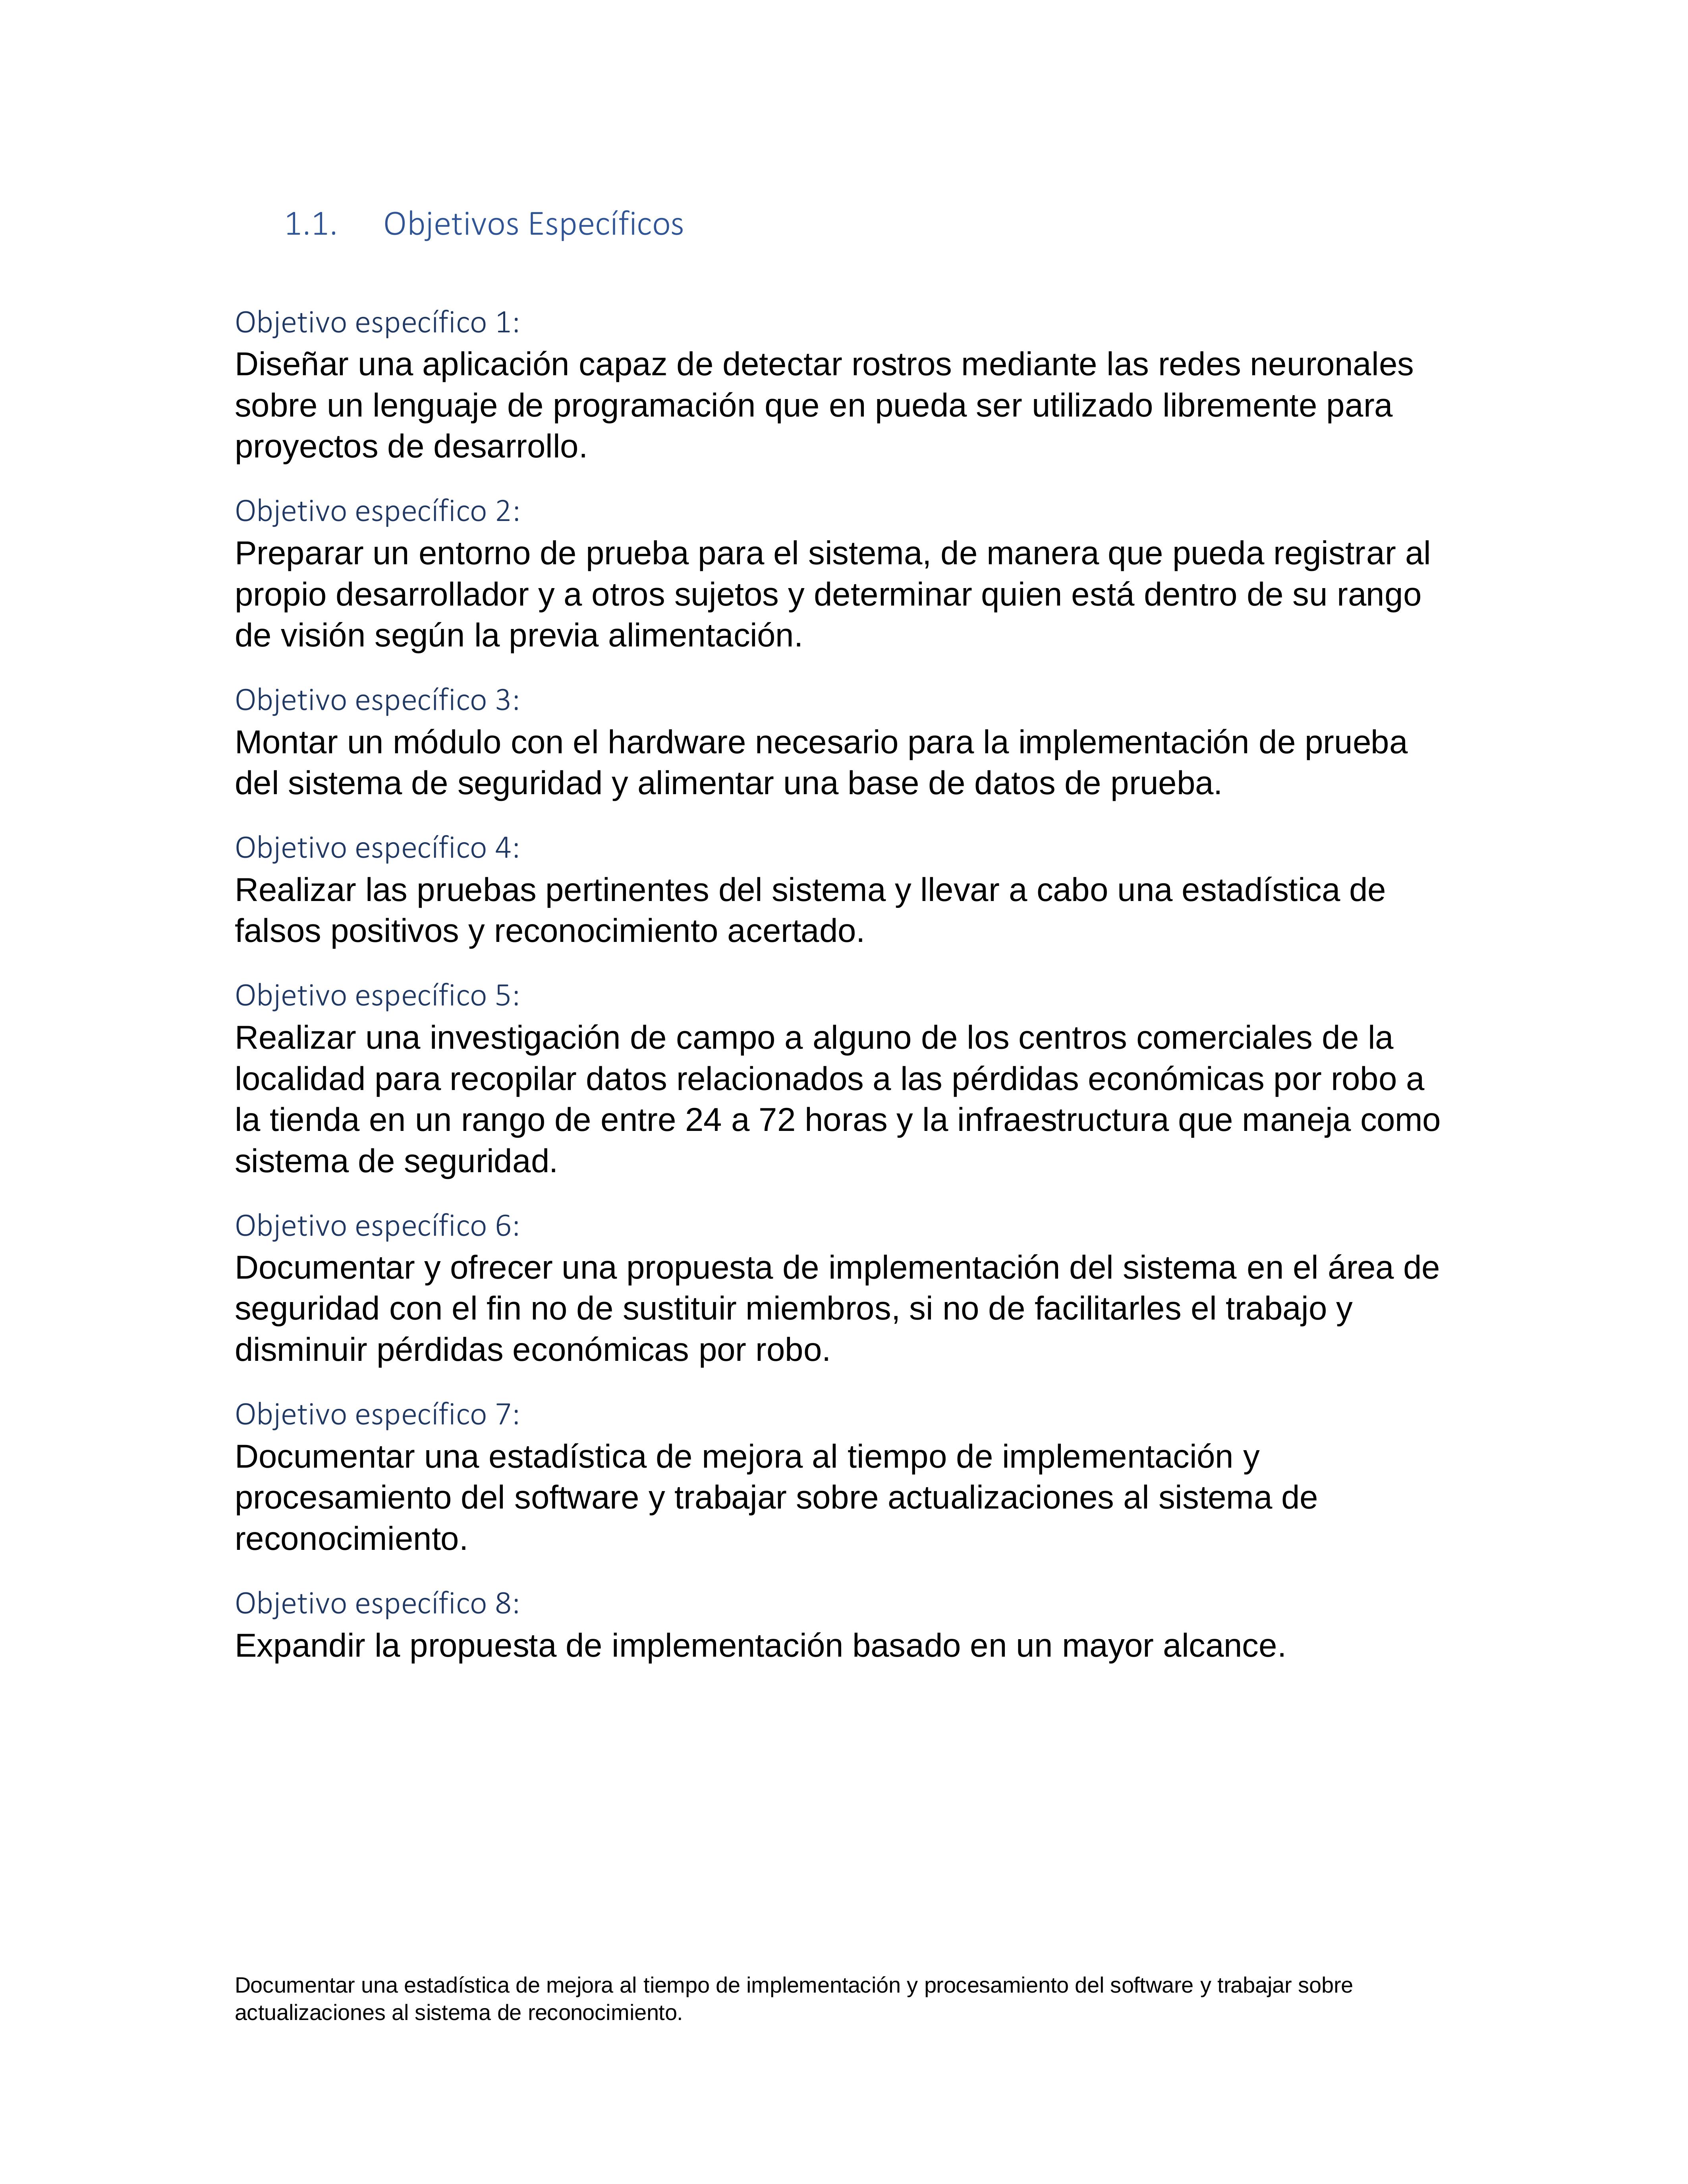 1.1. Objetivos Específicos
Objetivo específico 1:
Diseñar una aplicación capaz de detectar rostros mediante las redes neuronales
sobre un lenguaje de programación que en pueda ser utilizado libremente para
proyectos de desarrollo.
Objetivo específico 2:
Preparar un entorno de prueba para el sistema, de manera que pueda registrar al
propio desarrollador y a otros sujetos y determinar quien está dentro de su rango
de visión según la previa alimentación.
Objetivo específico 3:
Montar un módulo con el hardware necesario para la implementación de prueba
del sistema de seguridad y alimentar una base de datos de prueba.
Objetivo específico 4:
Realizar las pruebas pertinentes del sistema y llevar a cabo una estadística de
falsos positivos y reconocimiento acertado.
Objetivo específico 5:
Realizar una investigación de campo a alguno de los centros comerciales de la
localidad para recopilar datos relacionados a las pérdidas económicas por robo a
la tienda en un rango de entre 24 a 72 horas y la infraestructura que maneja como
sistema de seguridad.
Objetivo específico 6:
Documentar y ofrecer una propuesta de implementación del sistema en el área de
seguridad con el fin no de sustituir miembros, si no de facilitarles el trabajo y
disminuir pérdidas económicas por robo.
Objetivo específico 7:
Documentar una estadística de mejora al tiempo de implementación y
procesamiento del software y trabajar sobre actualizaciones al sistema de
reconocimiento.
Objetivo específico 8:
Expandir la propuesta de implementación basado en un mayor alcance.
Documentar una estadística de mejora al tiempo de implementación y procesamiento del software y trabajar sobre
actualizaciones al sistema de reconocimiento.